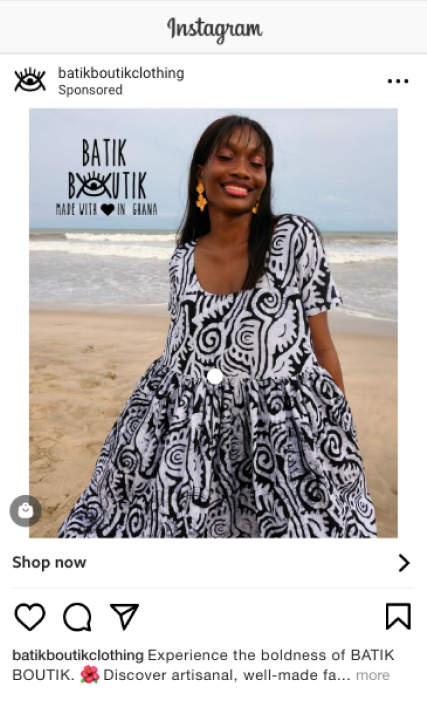 Instagram
batikboutikclothing
Sponsored
BATIK
BOUTIK
MADE WITH ♥ IN GHANA
Shop now
batikboutikclothing Experience the boldness of BATIK
BOUTIK. 🌺 Discover artisanal, well-made fa... more